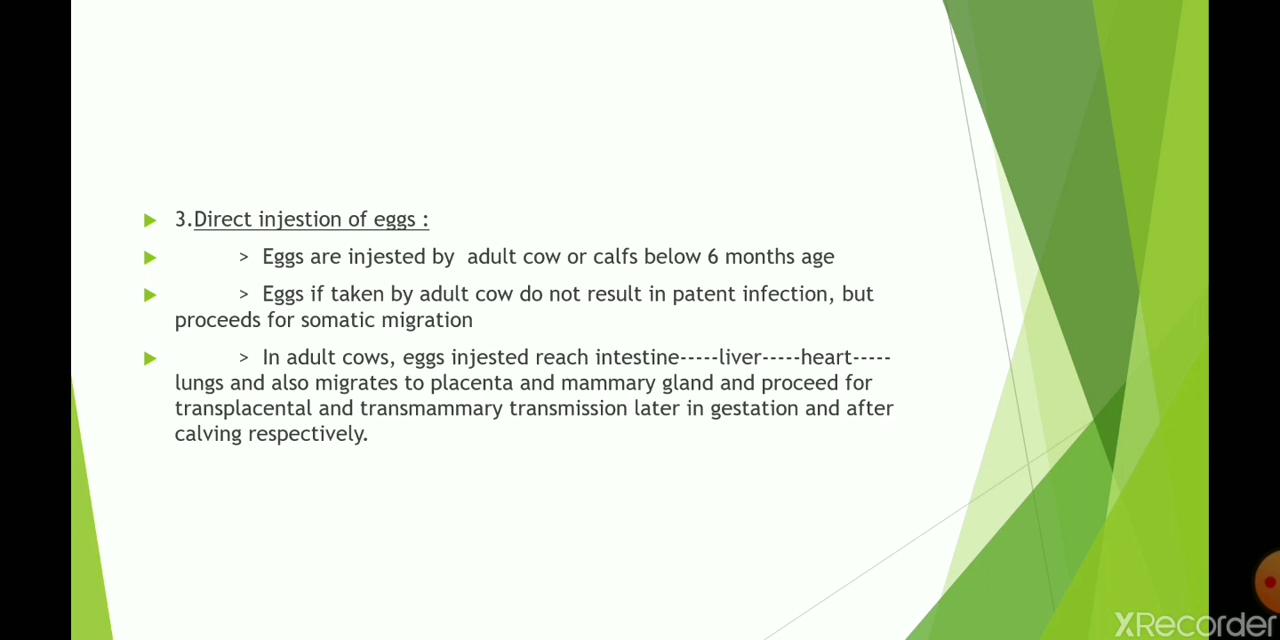 3.Direct injestion of eggs :
> Eggs are injested by adult cow or calfs below 6 months age
> Eggs if taken by adult cow do not result in patent infection, but
proceeds for somatic migration
> In adult cows, eggs injested reach intestine-----liver-----heart-----
lungs and also migrates to placenta and mammary gland and proceed for
transplacental and transmammary transmission later in gestation and after
calving respectively.
XRecorder